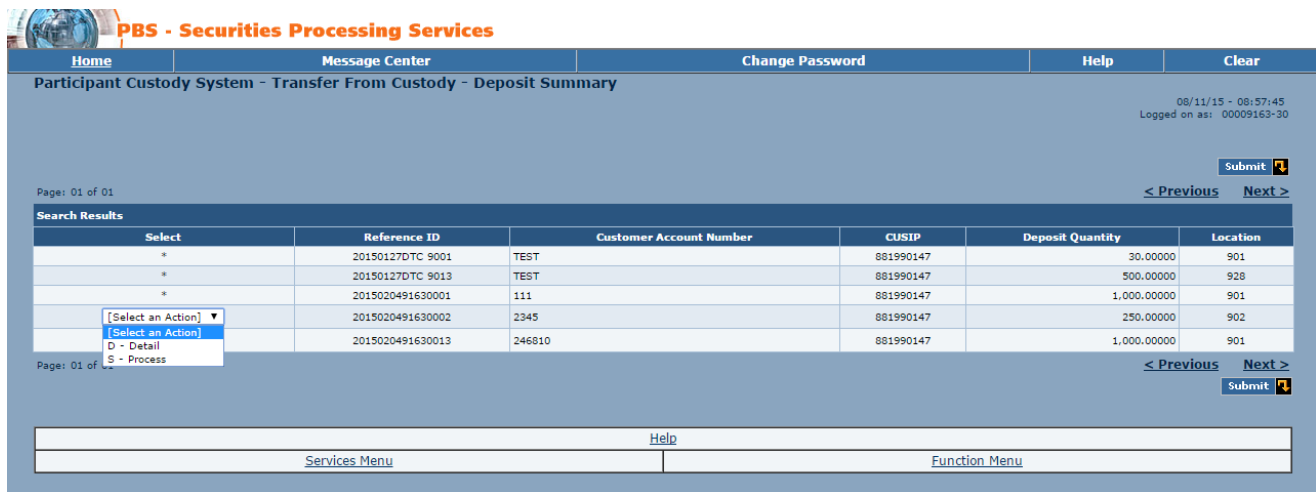 PBS - Securities Processing Services
Home Message Center Change Password Help Clear
Participant Custody System - Transfer From Custody - Deposit Summary
08/11/15 - 08:57:45
Logged on as: 00009163-30
Submit
Page: 01 of 01 < Previous Next >
Search Results
Select Reference ID Customer Account Number CUSIP Deposit Quantity Location
* 20150127DTC 9001 TEST 881990147 30.00000 901
* 20150127DTC 9013 TEST 881990147 500.00000 928
* 2015020491630001 111 881990147 1,000.00000 901
[Select an Action] ▼ 2015020491630002 2345 881990147 250.00000 902
[Select an Action]
D - Detail 2015020491630013 246810 881990147 1,000.00000 901
S - Process
Page: 01 of < Previous Next >
Submit
Help
Services Menu Function Menu